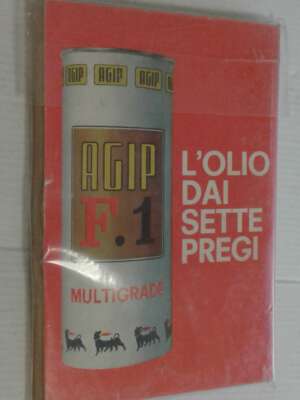 AGIP AGIP AGIP
AGIP
F.1
MULTIGRADE
L'OLIO
DAI
SETTE
PREGI